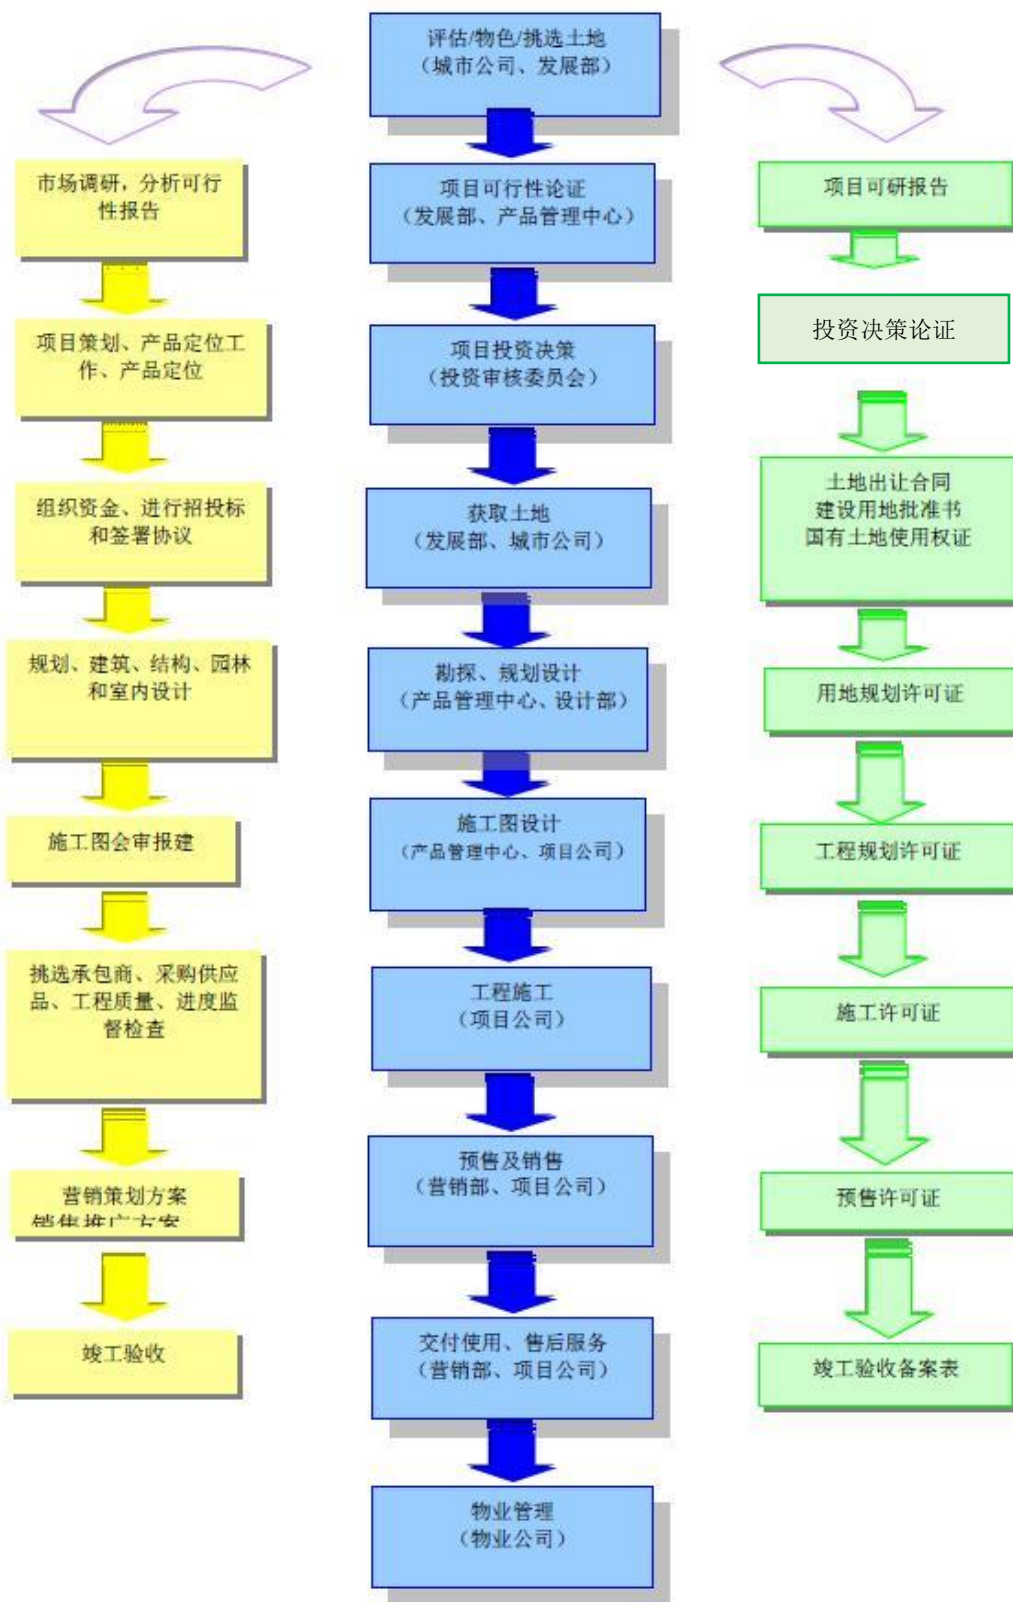 评估/物色/挑选土地
（城市公司、发展部）
市场调研，分析可行
性报告
项目策划、产品定位工
作、产品定位
组织资金、进行招投标
和签署协议
规划、建筑、结构、园林
和室内设计
施工图会审报建
挑选承包商、采购供应
品、工程质量、进度监
督检查
营销策划方案
销售推广方案
竣工验收
项目可行性论证
（发展部、产品管理中心）
项目投资决策
（投资审核委员会）
获取土地
（发展部、城市公司）
勘探、规划设计
（产品管理中心、设计部）
施工图设计
（产品管理中心、项目公司）
工程施工
（项目公司）
预售及销售
（营销部、项目公司）
交付使用、售后服务
（营销部、项目公司）
物业管理
（物业公司）
项目可研报告
投资决策论证
土地出让合同
建设用地批准书
国有土地使用权证
用地规划许可证
工程规划许可证
施工许可证
预售许可证
竣工验收备案表